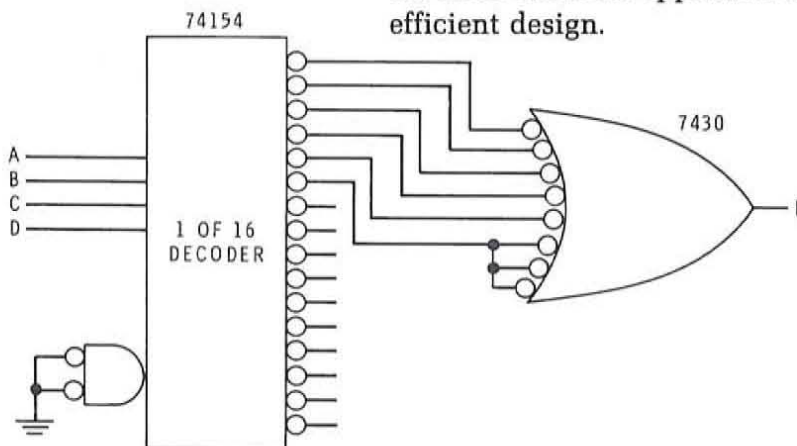 efficient design.
74154
7430
A
B
C
D
1 OF 16
DECODER